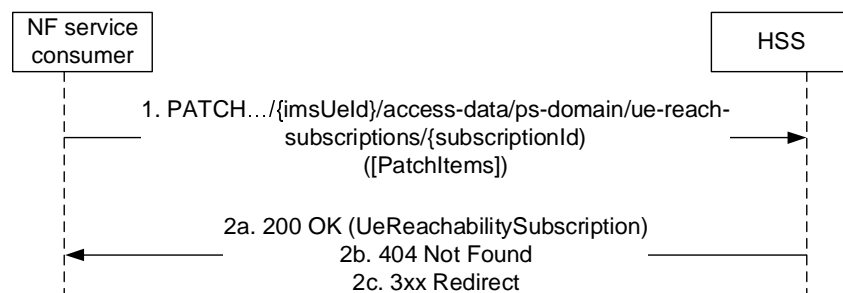 NF service
consumer
HSS
1. PATCH…/{imsUeId}/access-data/ps-domain/ue-reach-
subscriptions/{subscriptionId)
([PatchItems])
2a. 200 OK (UeReachabilitySubscription)
2b. 404 Not Found
2c. 3xx Redirect